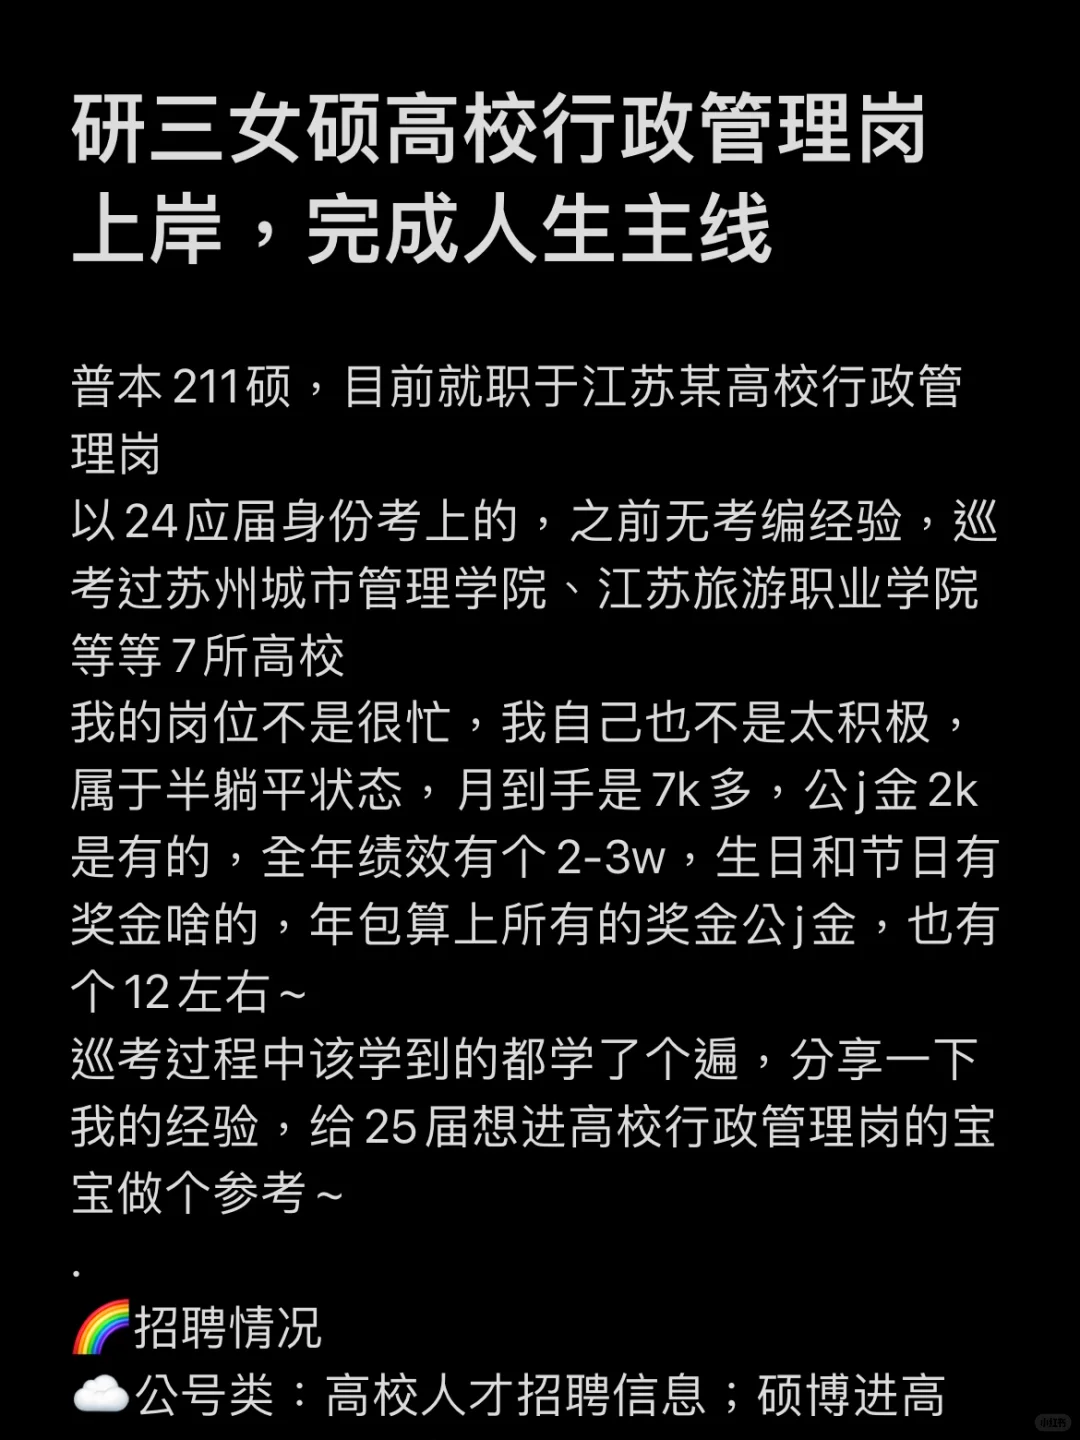 研三女硕高校行政管理岗
上岸，完成人生主线
普本211硕，目前就职于江苏某高校行政管
理岗
以24应届身份考上的，之前无考编经验，巡
考过苏州城市管理学院、江苏旅游职业学院
等等7所高校
我的岗位不是很忙，我自己也不是太积极，
属于半躺平状态，月到手是7k多，公j金2k
是有的，全年绩效有个2-3w，生日和节日有
奖金啥的，年包算上所有的奖金公j金，也有
个12左右~
巡考过程中该学到的都学了个遍，分享一下
我的经验，给25届想进高校行政管理岗的宝
宝做个参考~
.
🌈招聘情况
☁️公号类：高校人才招聘信息；硕博进高
小红书